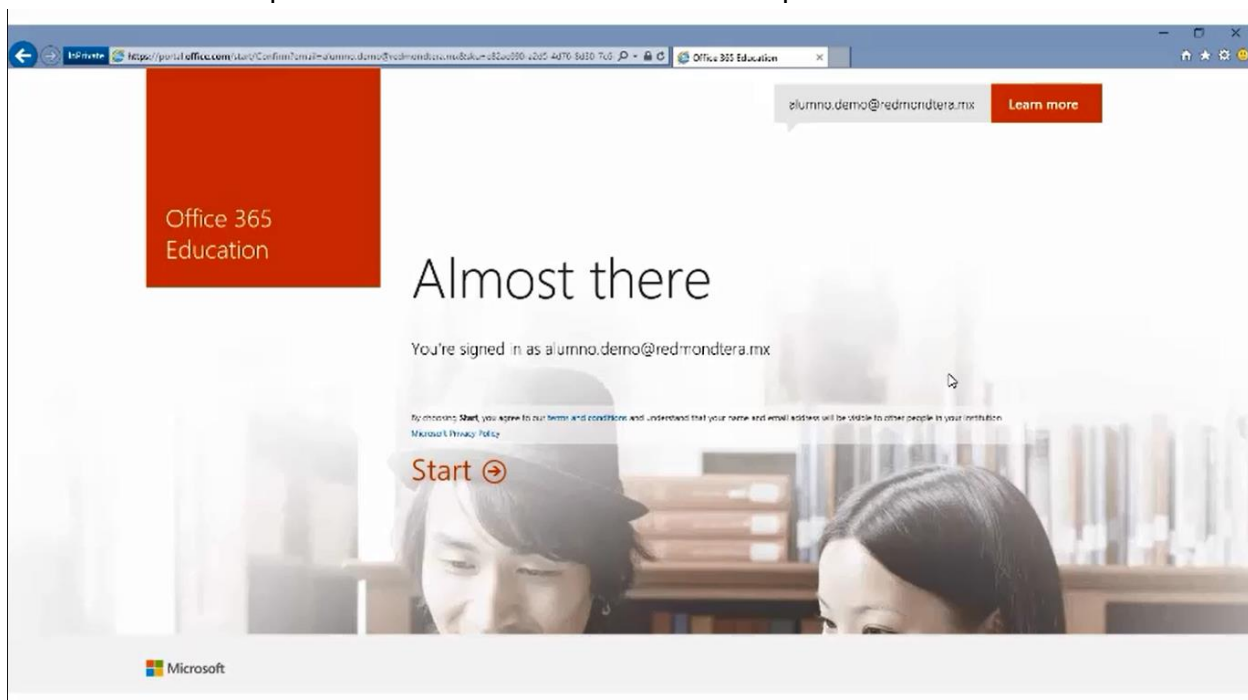 InPrivate
Office 365 Education
alumno.demo@redmondtera.mx
Learn more
Office 365
Education
Almost there
You're signed in as alumno.demo@redmondtera.mx
By choosing Start, you agree to our terms and conditions and understand that your name and email address will be visible to other people in your institution
Microsoft Privacy Policy
Start
Microsoft